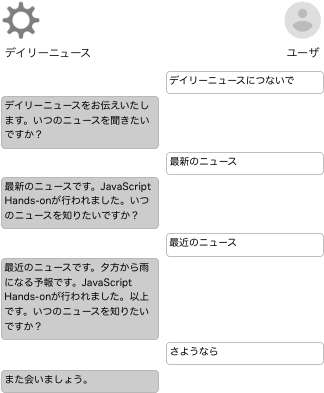 デイリーニュース
ユーザ
デイリーニュースにつないで
デイリーニュースをお伝えいたし
ます。いつのニュースを聞きたい
ですか？
最新のニュース
最新のニュースです。JavaScript
Hands-onが行われました。いつ
のニュースを知りたいですか？
最近のニュース
最近のニュースです。夕方から雨
になる予報です。JavaScript
Hands-onが行われました。以上
です。いつのニュースを知りたい
ですか？
さようなら
また会いましょう。